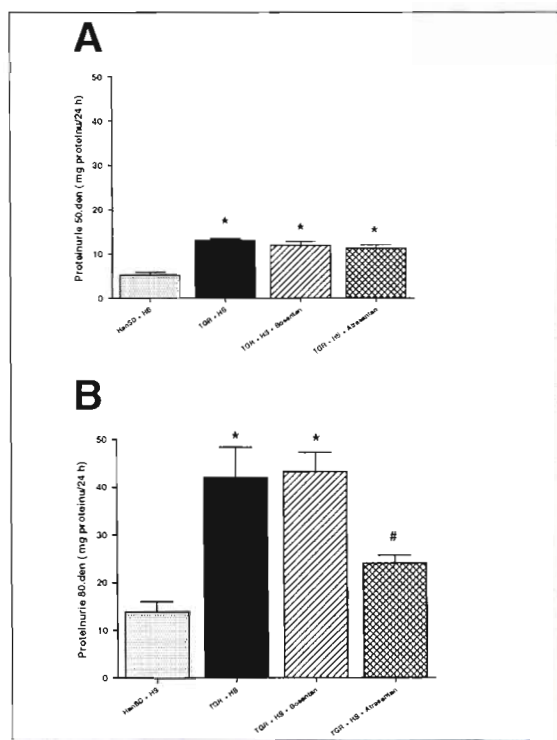 A
Proteinurie 50.den (mg proteinu/24 h)
50
40
30
20
10
0
*
*
*
HanSD + HS
TGR + HS
TGR + HS + Bosentan
TGR + HS + Atrasentan
B
Proteinurie 80.den (mg proteinu/24 h)
50
40
30
20
10
0
*
*
#
HanSD + HS
TGR + HS
TGR + HS + Bosentan
TGR + HS + Atrasentan